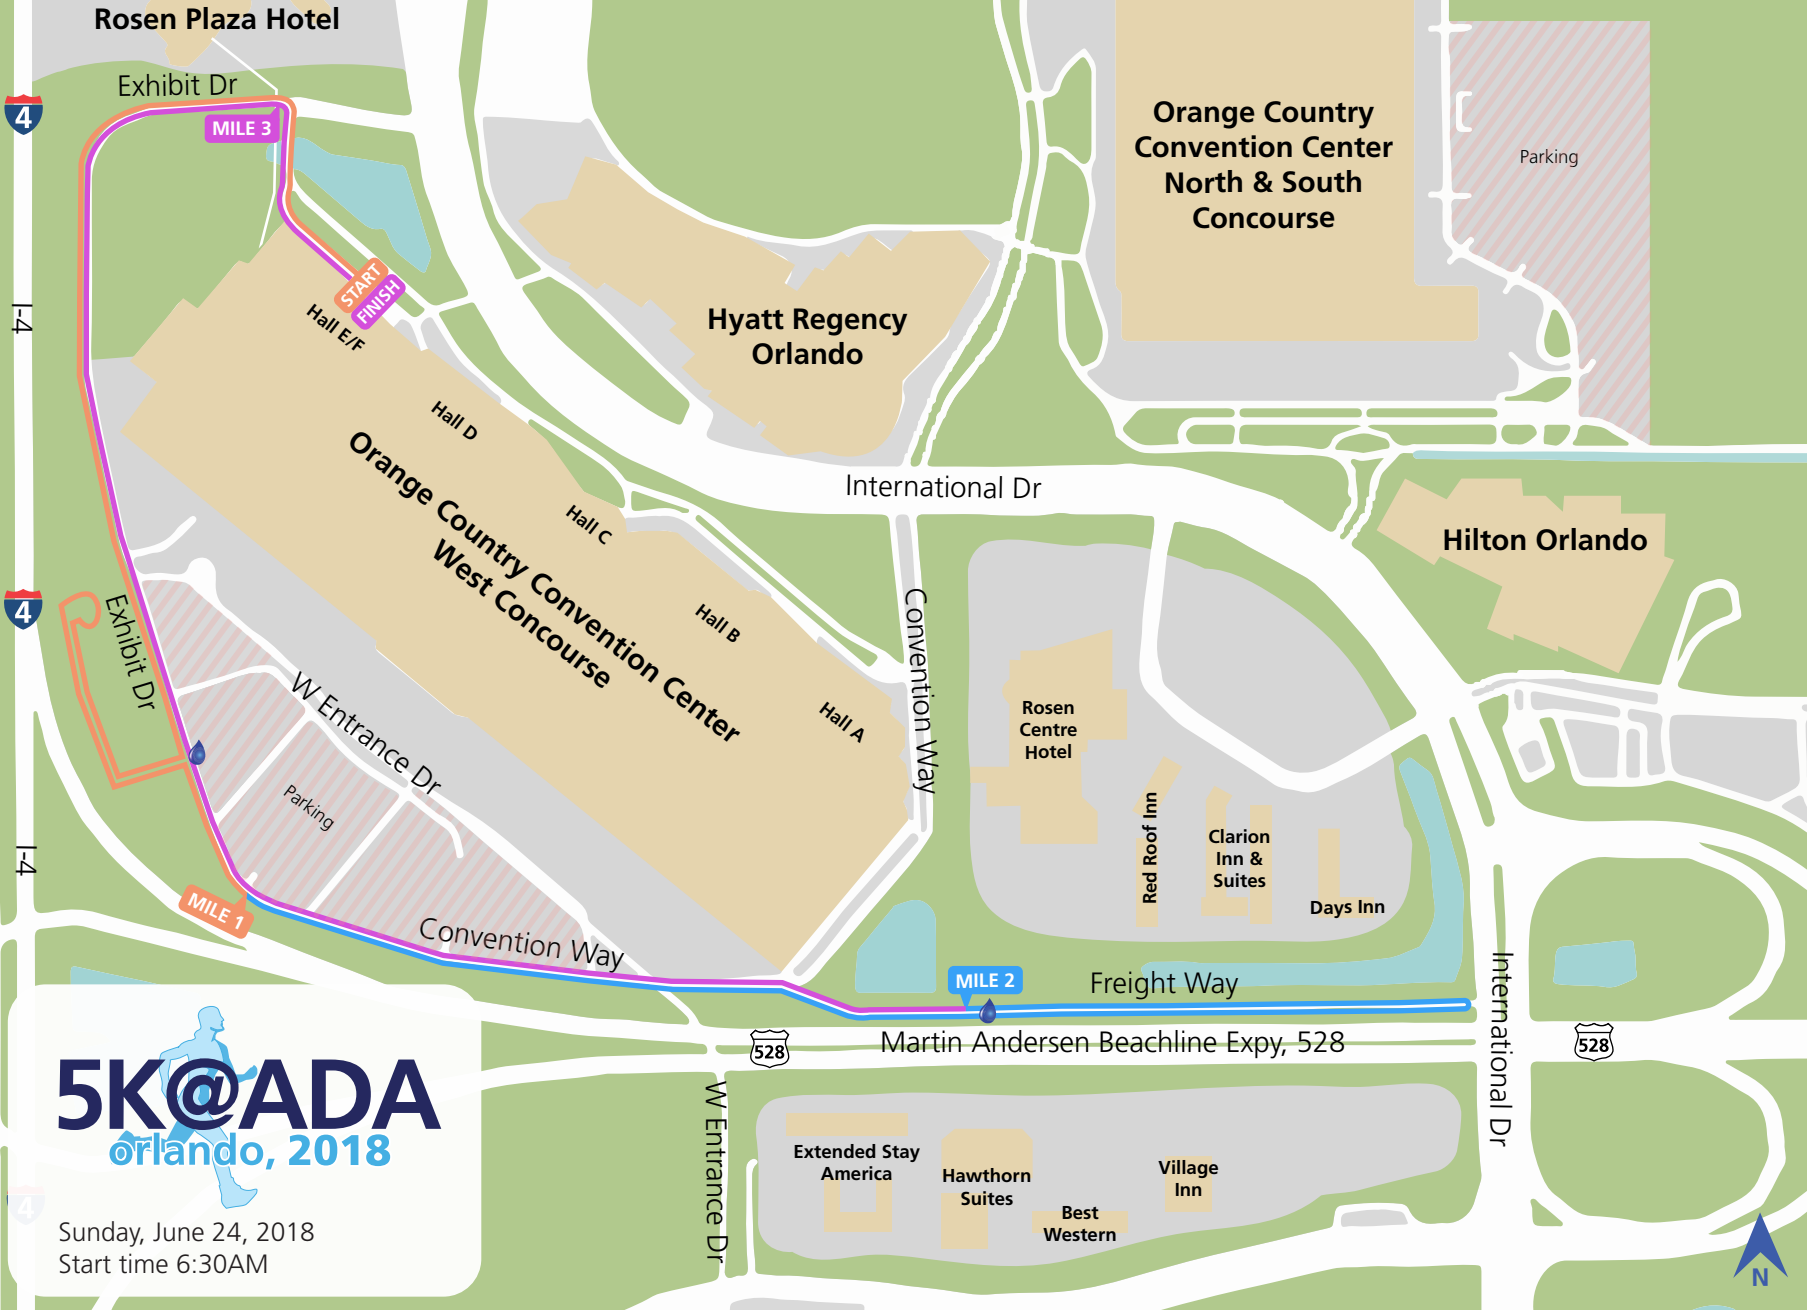 Rosen Plaza Hotel
Exhibit Dr
4
MILE 3
START
FINISH
Hall E/F
I-4
Hall D
Hall C
Hall B
Hall A
Orange County Convention Center
West Concourse
Hyatt Regency
Orlando
Orange Country
Convention Center
North & South
Concourse
Parking
International Dr
Hilton Orlando
4
Exhibit Dr
W Entrance Dr
Parking
Convention Way
Rosen
Centre
Hotel
Red Roof Inn
Clarion
Inn &
Suites
Days Inn
I-4
MILE 1
Convention Way
MILE 2
Freight Way
International Dr
528
Martin Andersen Beachline Expy, 528
528
W Entrance Dr
Extended Stay
America
Hawthorn
Suites
Best
Western
Village
Inn
5K@ADA
orlando, 2018
4
Sunday, June 24, 2018
Start time 6:30AM
N